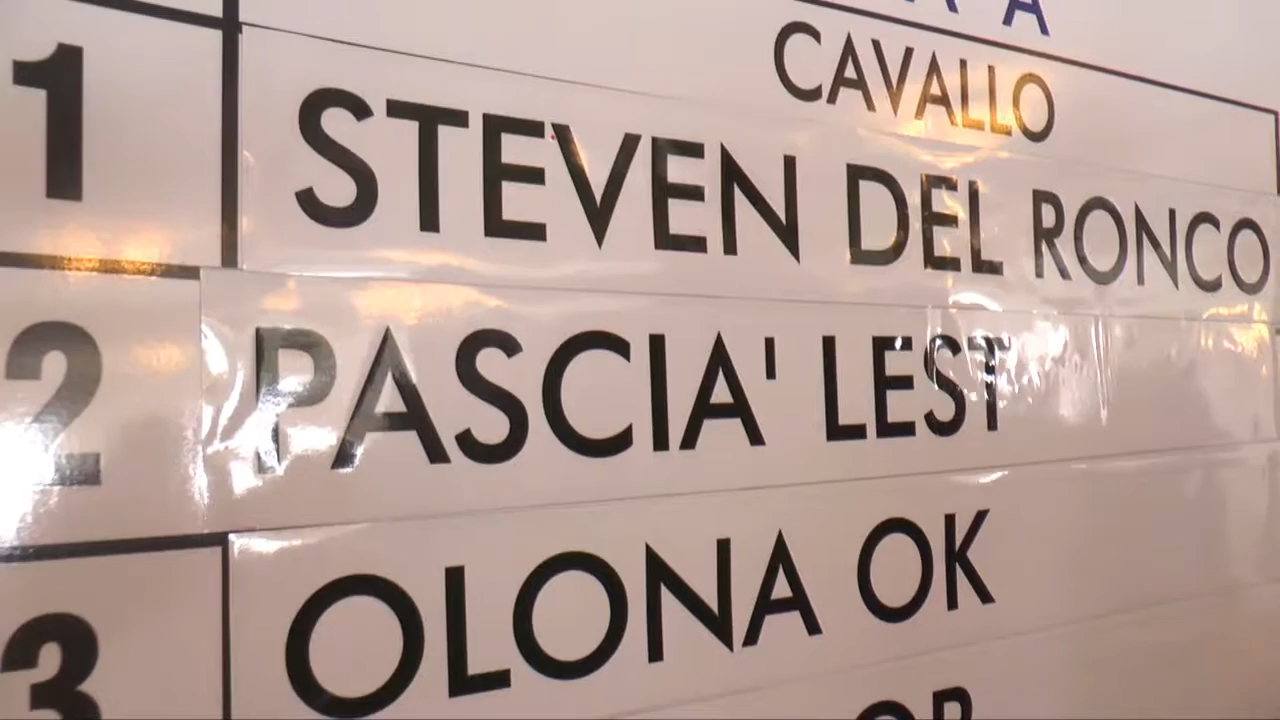 CAVALLO
1 STEVEN DEL RONCO
2 PASCIA' LEST
3 OLONA OK